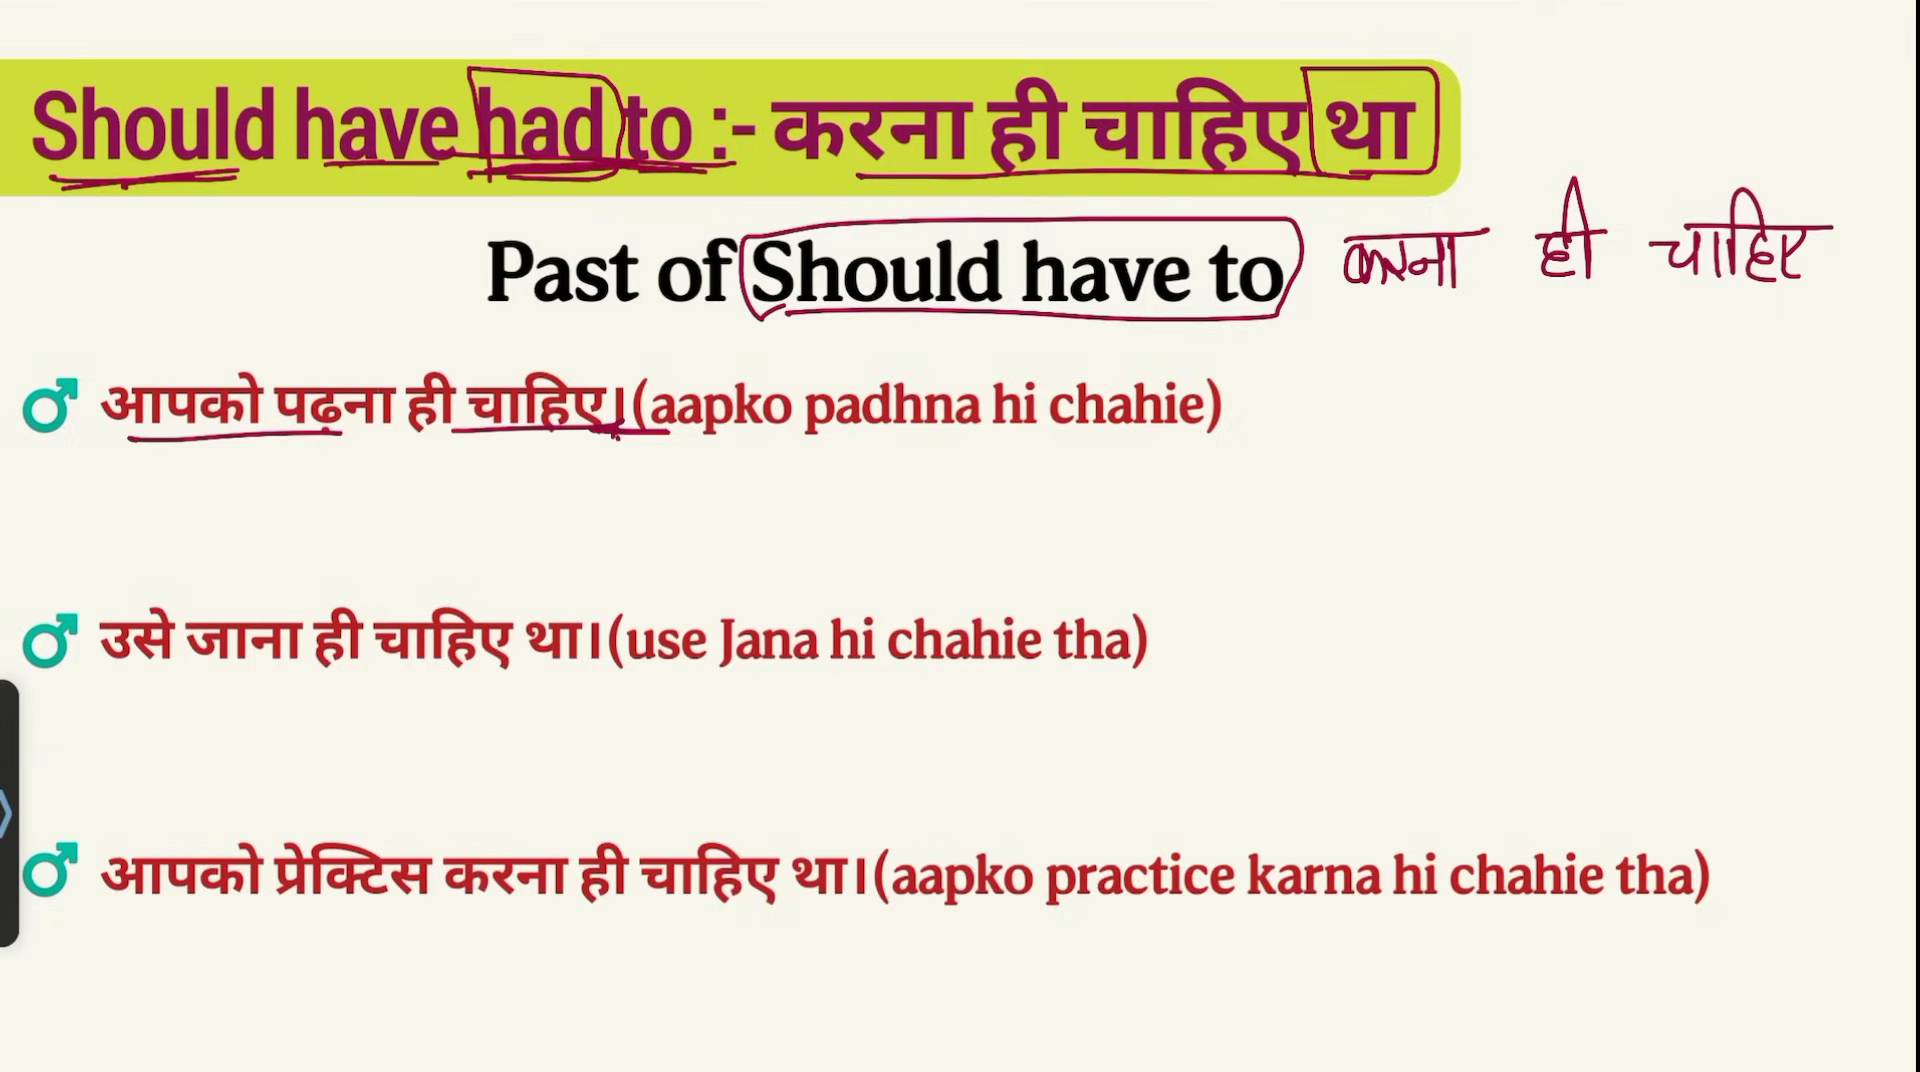 Should have had to :- करना ही चाहिए था
Past of Should have to करना ही चाहिए
आपको पढ़ना ही चाहिए।(aapko padhna hi chahie)
उसे जाना ही चाहिए था।(use Jana hi chahie tha)
आपको प्रेक्टिस करना ही चाहिए था।(aapko practice karna hi chahie tha)